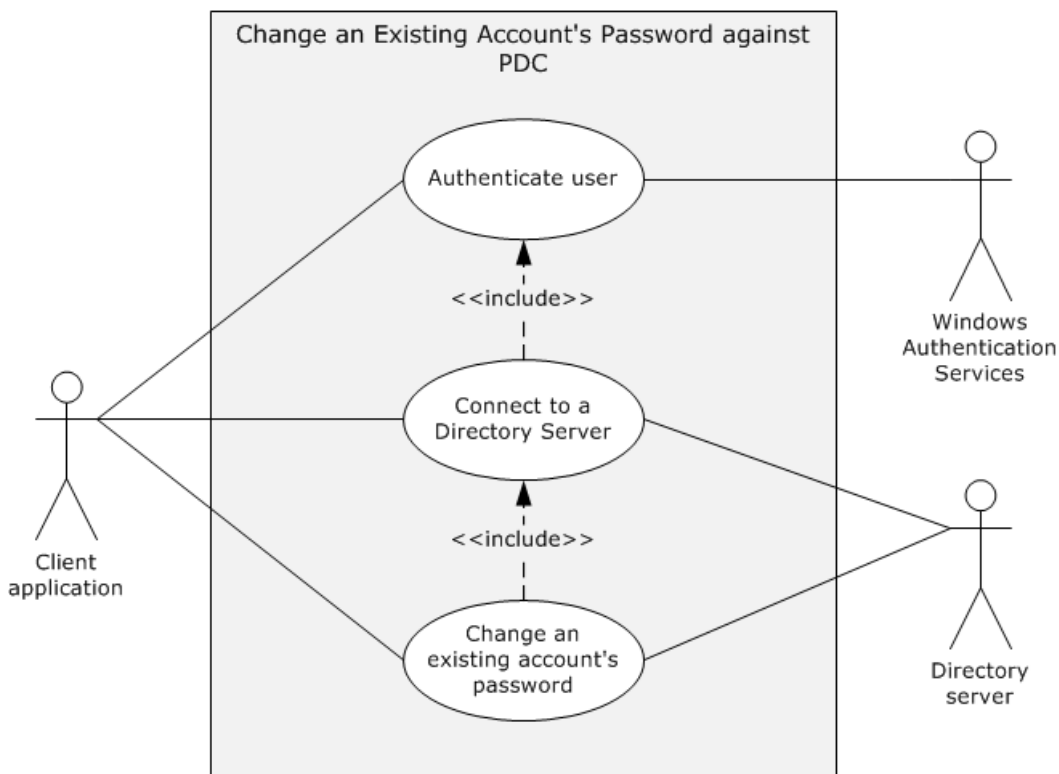 Change an Existing Account's Password against
PDC
Authenticate user
<<include>>
Windows
Authentication
Services
Connect to a
Directory Server
Client
application
<<include>>
Change an
existing account's
password
Directory
server